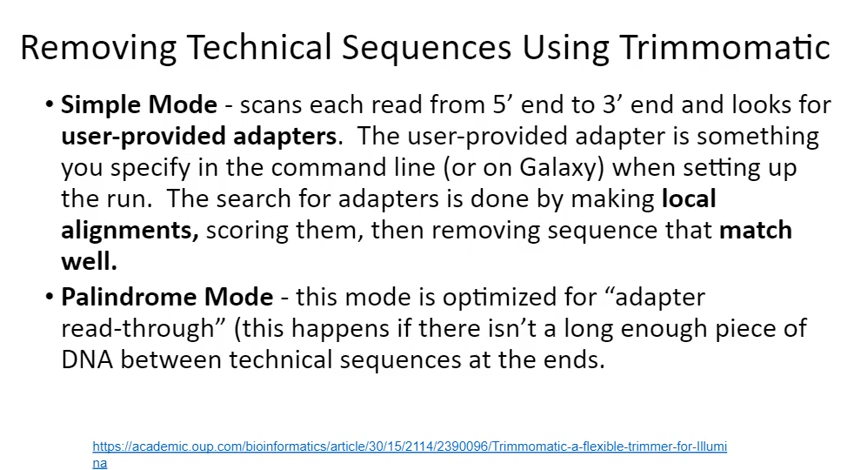 Removing Technical Sequences Using Trimmomatic
• Simple Mode - scans each read from 5’ end to 3’ end and looks for
user-provided adapters.  The user-provided adapter is something
you specify in the command line (or on Galaxy) when setting up
the run.  The search for adapters is done by making local
alignments, scoring them, then removing sequence that match
well.
• Palindrome Mode - this mode is optimized for “adapter
read-through” (this happens if there isn’t a long enough piece of
DNA between technical sequences at the ends.
https://academic.oup.com/bioinformatics/article/30/15/2114/2390096/Trimmomatic-a-flexible-trimmer-for-Illumi
na